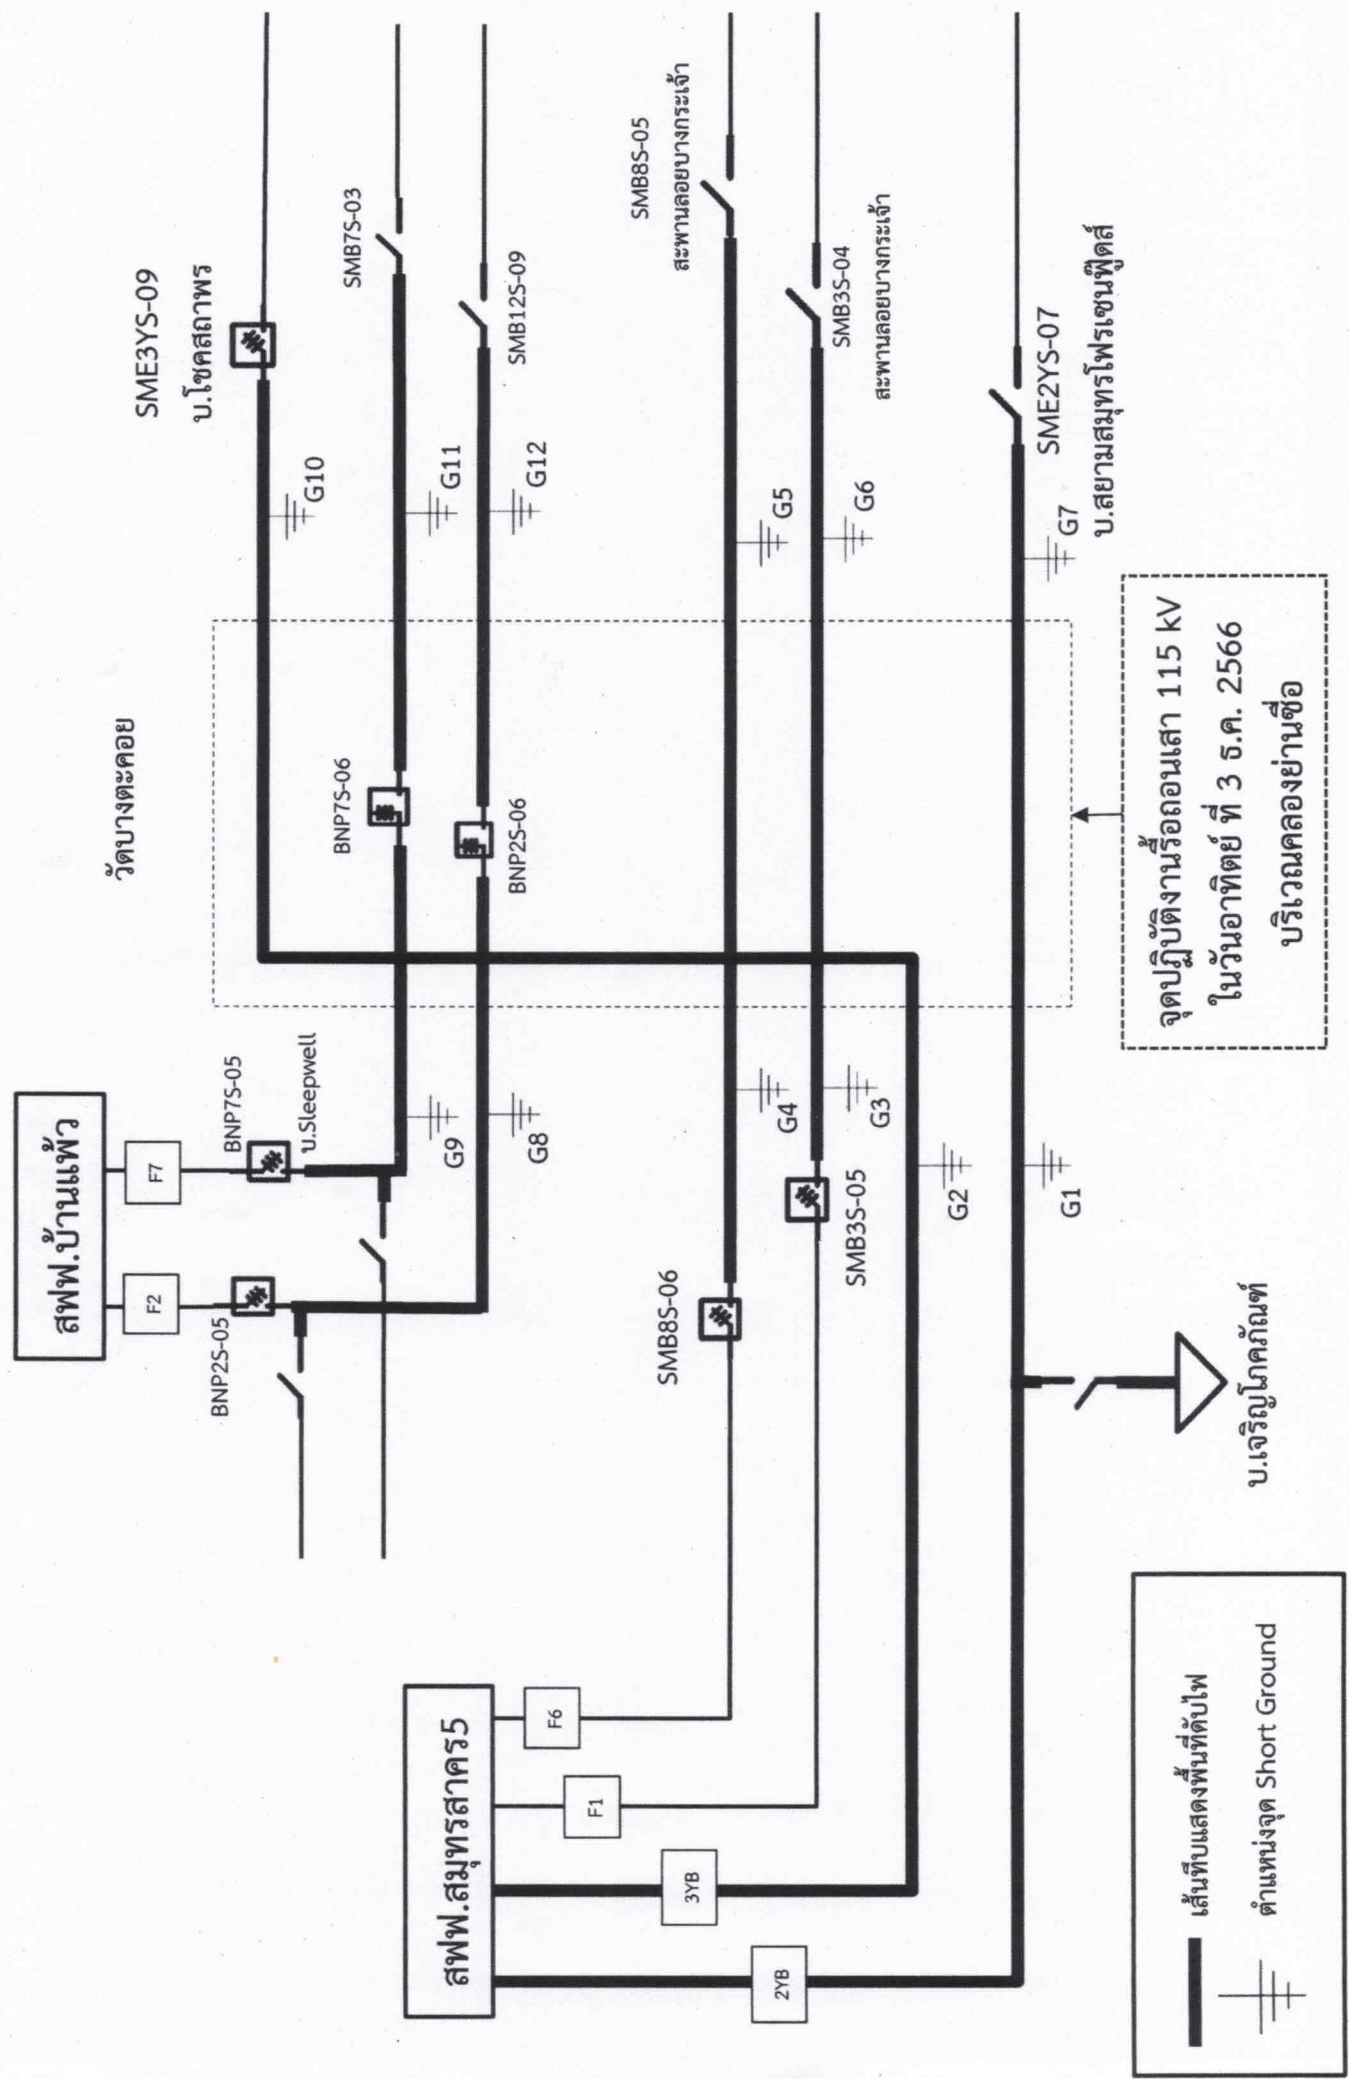 สฟฟ.สมุทรสาคร5
2YB
3YB
F1
F6
สฟฟ.บ้านแพ้ว
F2
F7
BNP2S-05
BNP7S-05
บ.Sleepwell
วัดบางตะคอย
SME3YS-09
บ.โชคสถาพร
BNP7S-06
SMB7S-03
BNP2S-06
SMB12S-09
G9
G8
G10
G11
G12
SMB8S-06
SMB8S-05
สะพานลอยบางกระเจ้า
SMB3S-05
SMB3S-04
สะพานลอยบางกระเจ้า
G4
G3
G5
G6
G2
G1
G7
SME2YS-07
บ.สยามสมุทรโฟรเซนฟู้ดส์
บ.เจริญโภคภัณฑ์
จุดปฏิบัติงานรื้อถอนเสา 115 kV
ในวันอาทิตย์ ที่ 3 ธ.ค. 2566
บริเวณคลองย่านซื่อ
เส้นทึบแสดงพื้นที่ดับไฟ
ตำแหน่งจุด Short Ground